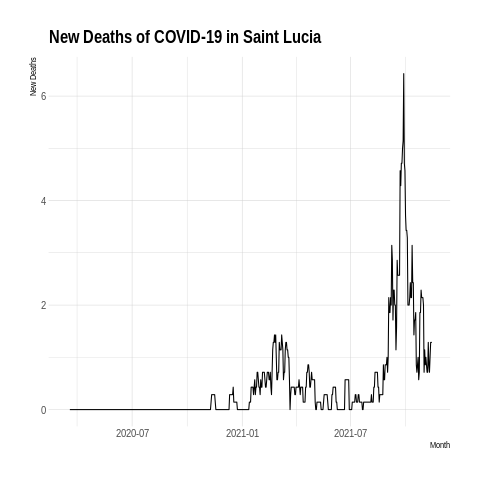 New Deaths of COVID-19 in Saint Lucia
New Deaths
6
4
2
0
2020-07
2021-01
2021-07
Month